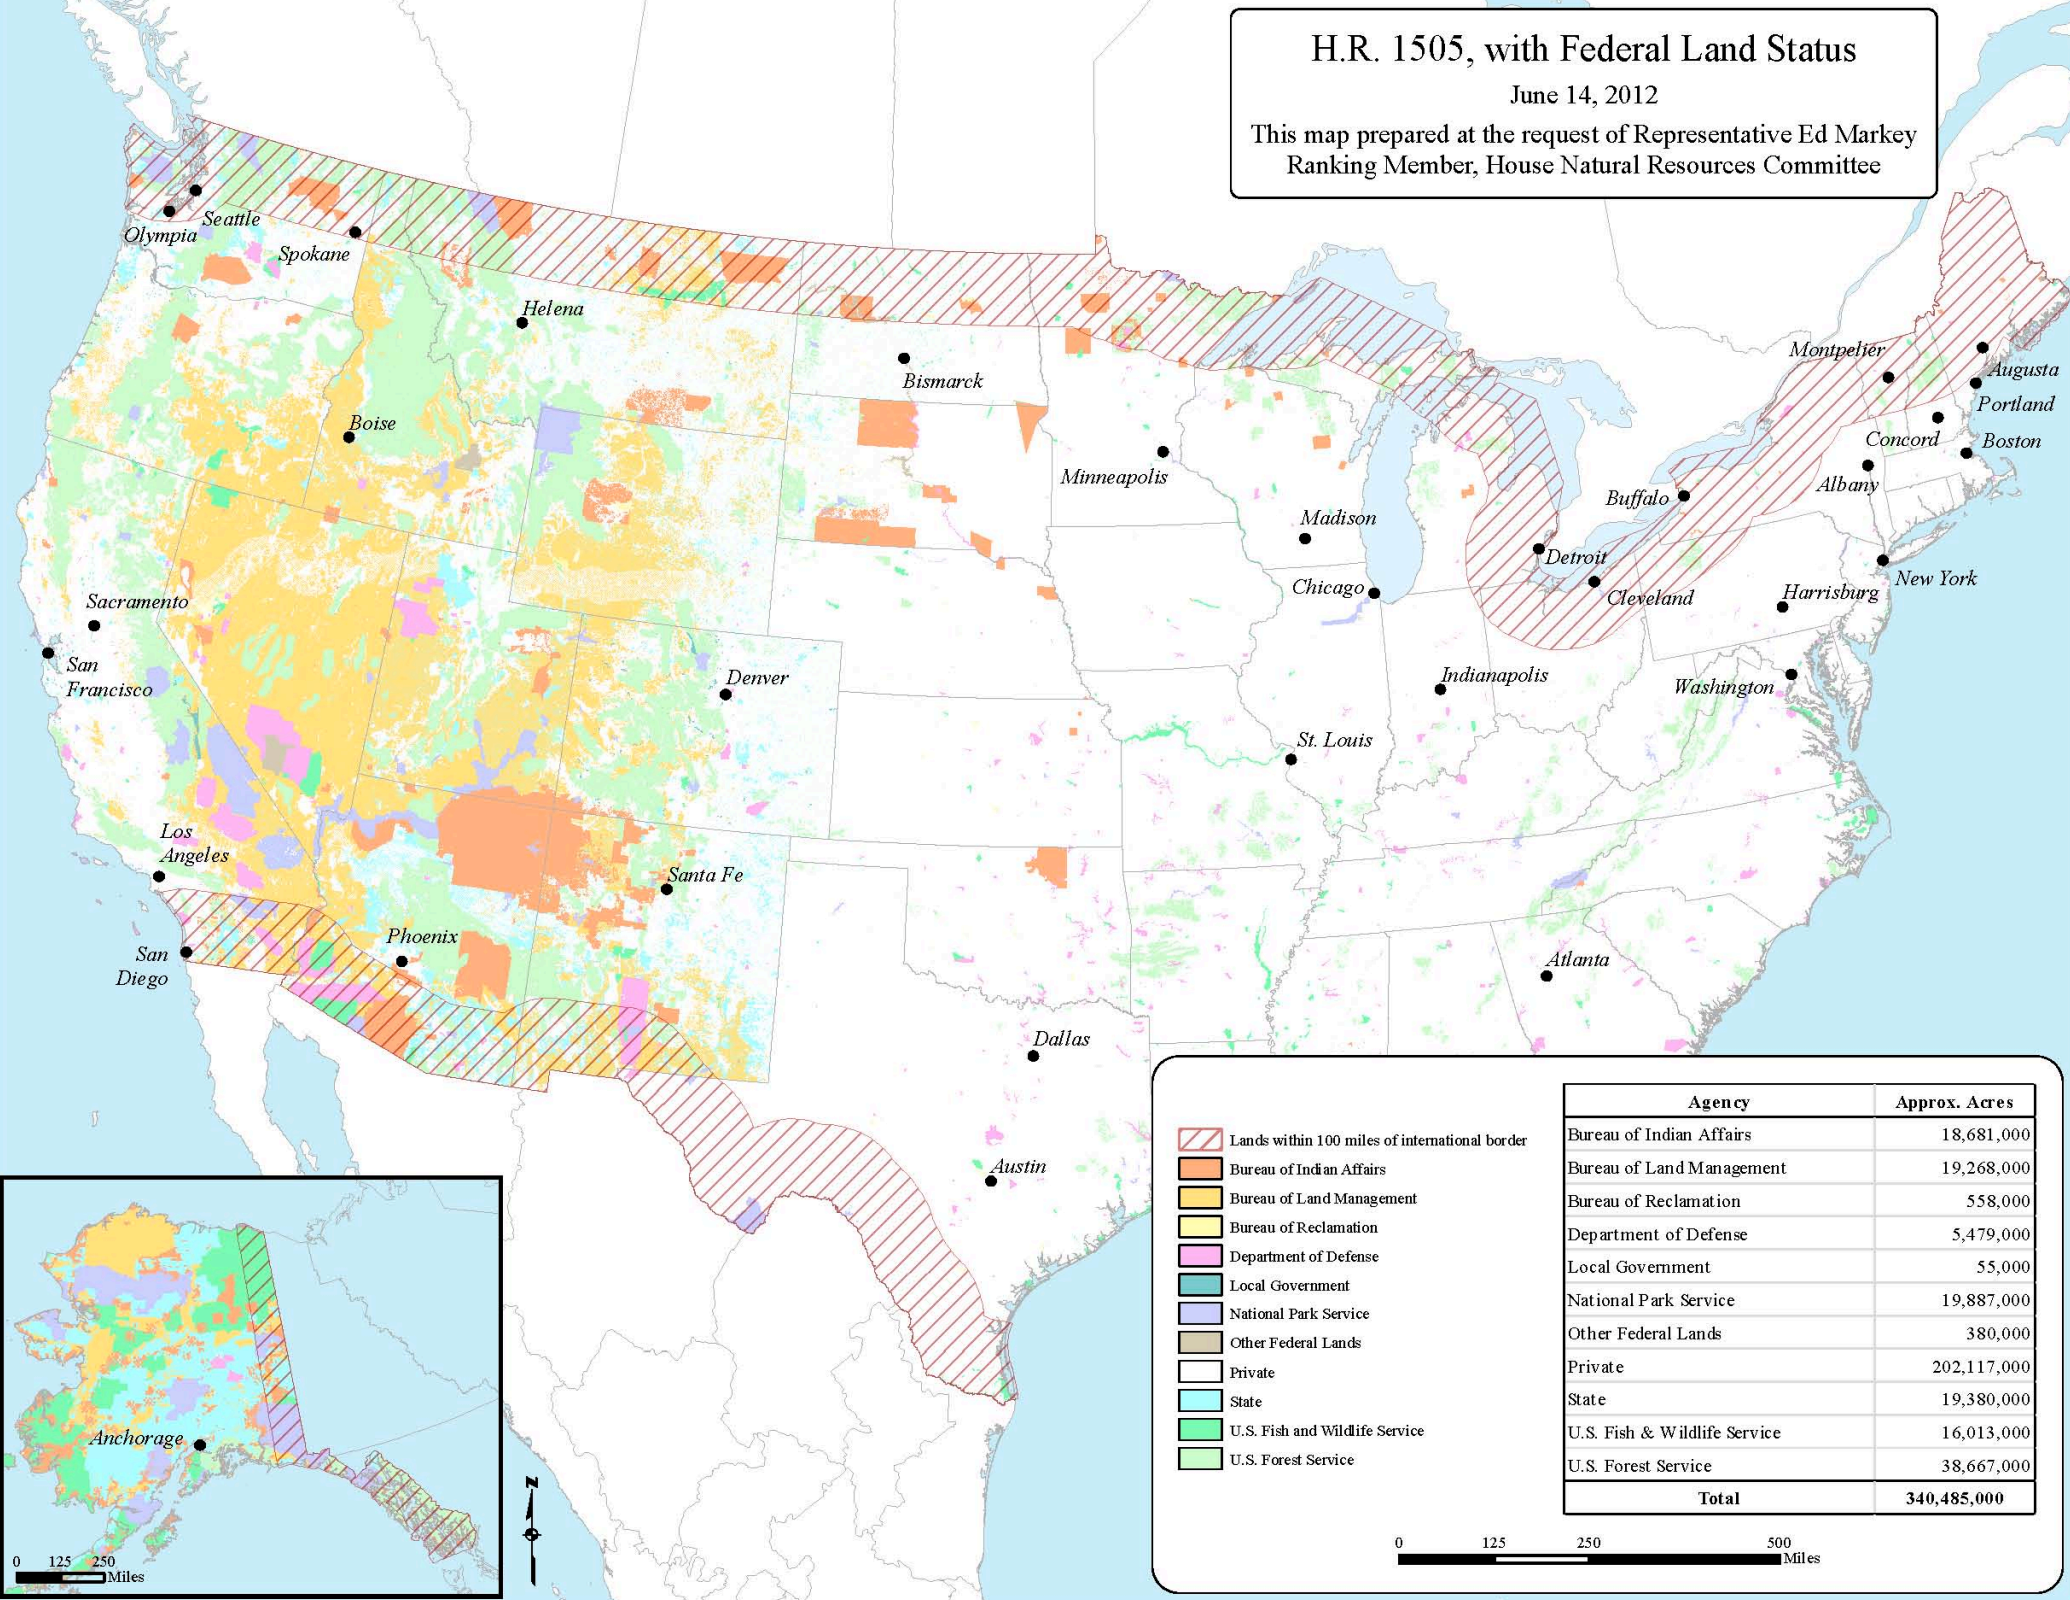 H.R. 1505, with Federal Land Status
June 14, 2012
This map prepared at the request of Representative Ed Markey
Ranking Member, House Natural Resources Committee
Seattle
Olympia
Spokane
Helena
Bismarck
Boise
Minneapolis
Madison
Chicago
Detroit
Cleveland
Buffalo
Montpelier
Augusta
Portland
Concord
Boston
Albany
New York
Harrisburg
Washington
Indianapolis
St. Louis
Denver
Sacramento
San
Francisco
Los
Angeles
San
Diego
Phoenix
Santa Fe
Dallas
Austin
Atlanta
Anchorage
0 125 250
Miles
N
Lands within 100 miles of international border
Bureau of Indian Affairs
Bureau of Land Management
Bureau of Reclamation
Department of Defense
Local Government
National Park Service
Other Federal Lands
Private
State
U.S. Fish and Wildlife Service
U.S. Forest Service
Agency Approx. Acres
Bureau of Indian Affairs 18,681,000
Bureau of Land Management 19,268,000
Bureau of Reclamation 558,000
Department of Defense 5,479,000
Local Government 55,000
National Park Service 19,887,000
Other Federal Lands 380,000
Private 202,117,000
State 19,380,000
U.S. Fish & Wildlife Service 16,013,000
U.S. Forest Service 38,667,000
Total 340,485,000
0 125 250 500
Miles